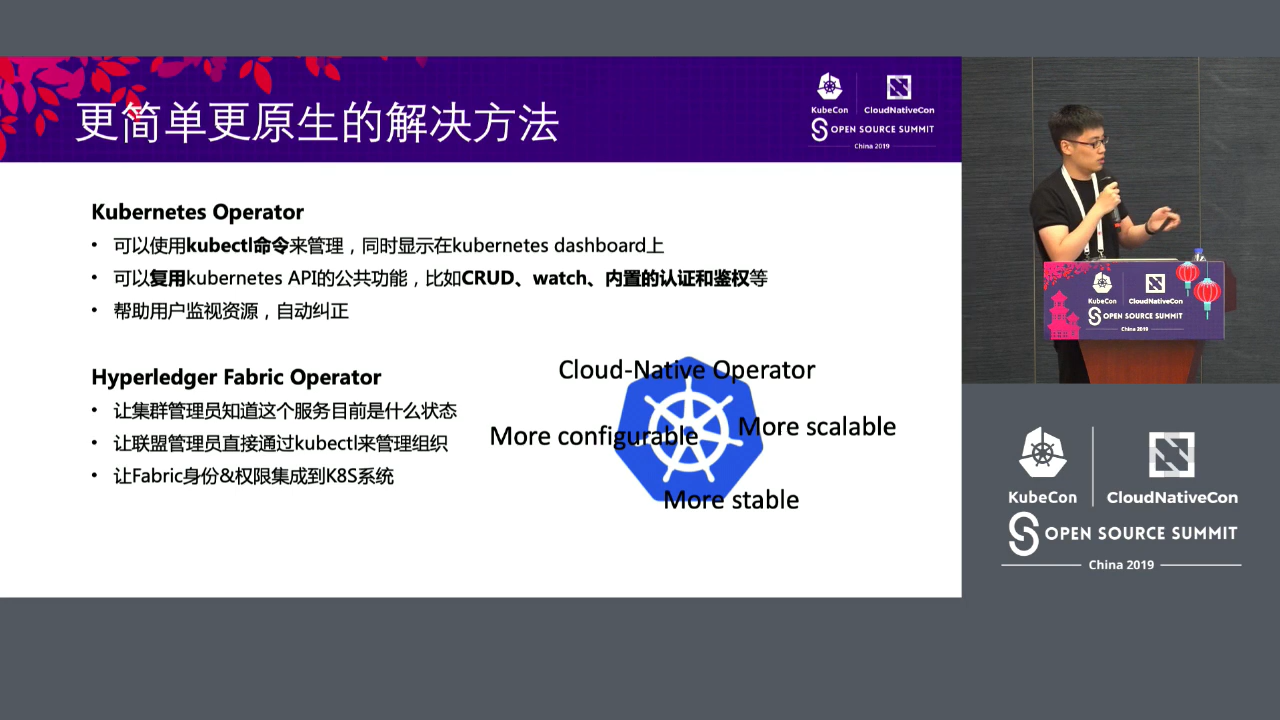 更简单更原生的解决方法
KubeCon
CloudNativeCon
OPEN SOURCE SUMMIT
China 2019
Kubernetes Operator
• 可以使用kubectl命令来管理，同时显示在kubernetes dashboard上
• 可以复用kubernetes API的公共功能，比如CRUD、watch、内置的认证和鉴权等
• 帮助用户监视资源，自动纠正
Hyperledger Fabric Operator
• 让集群管理员知道这个服务目前是什么状态
• 让联盟管理员直接通过kubectl来管理组织
• 让Fabric身份&权限集成到K8S系统
Cloud-Native Operator
More configurable
More scalable
More stable
KubeCon
CloudNativeCon
OPEN SOURCE SUMMIT
China 2019
KubeCon
CloudNativeCon
OPEN SOURCE SUMMIT
China 2019